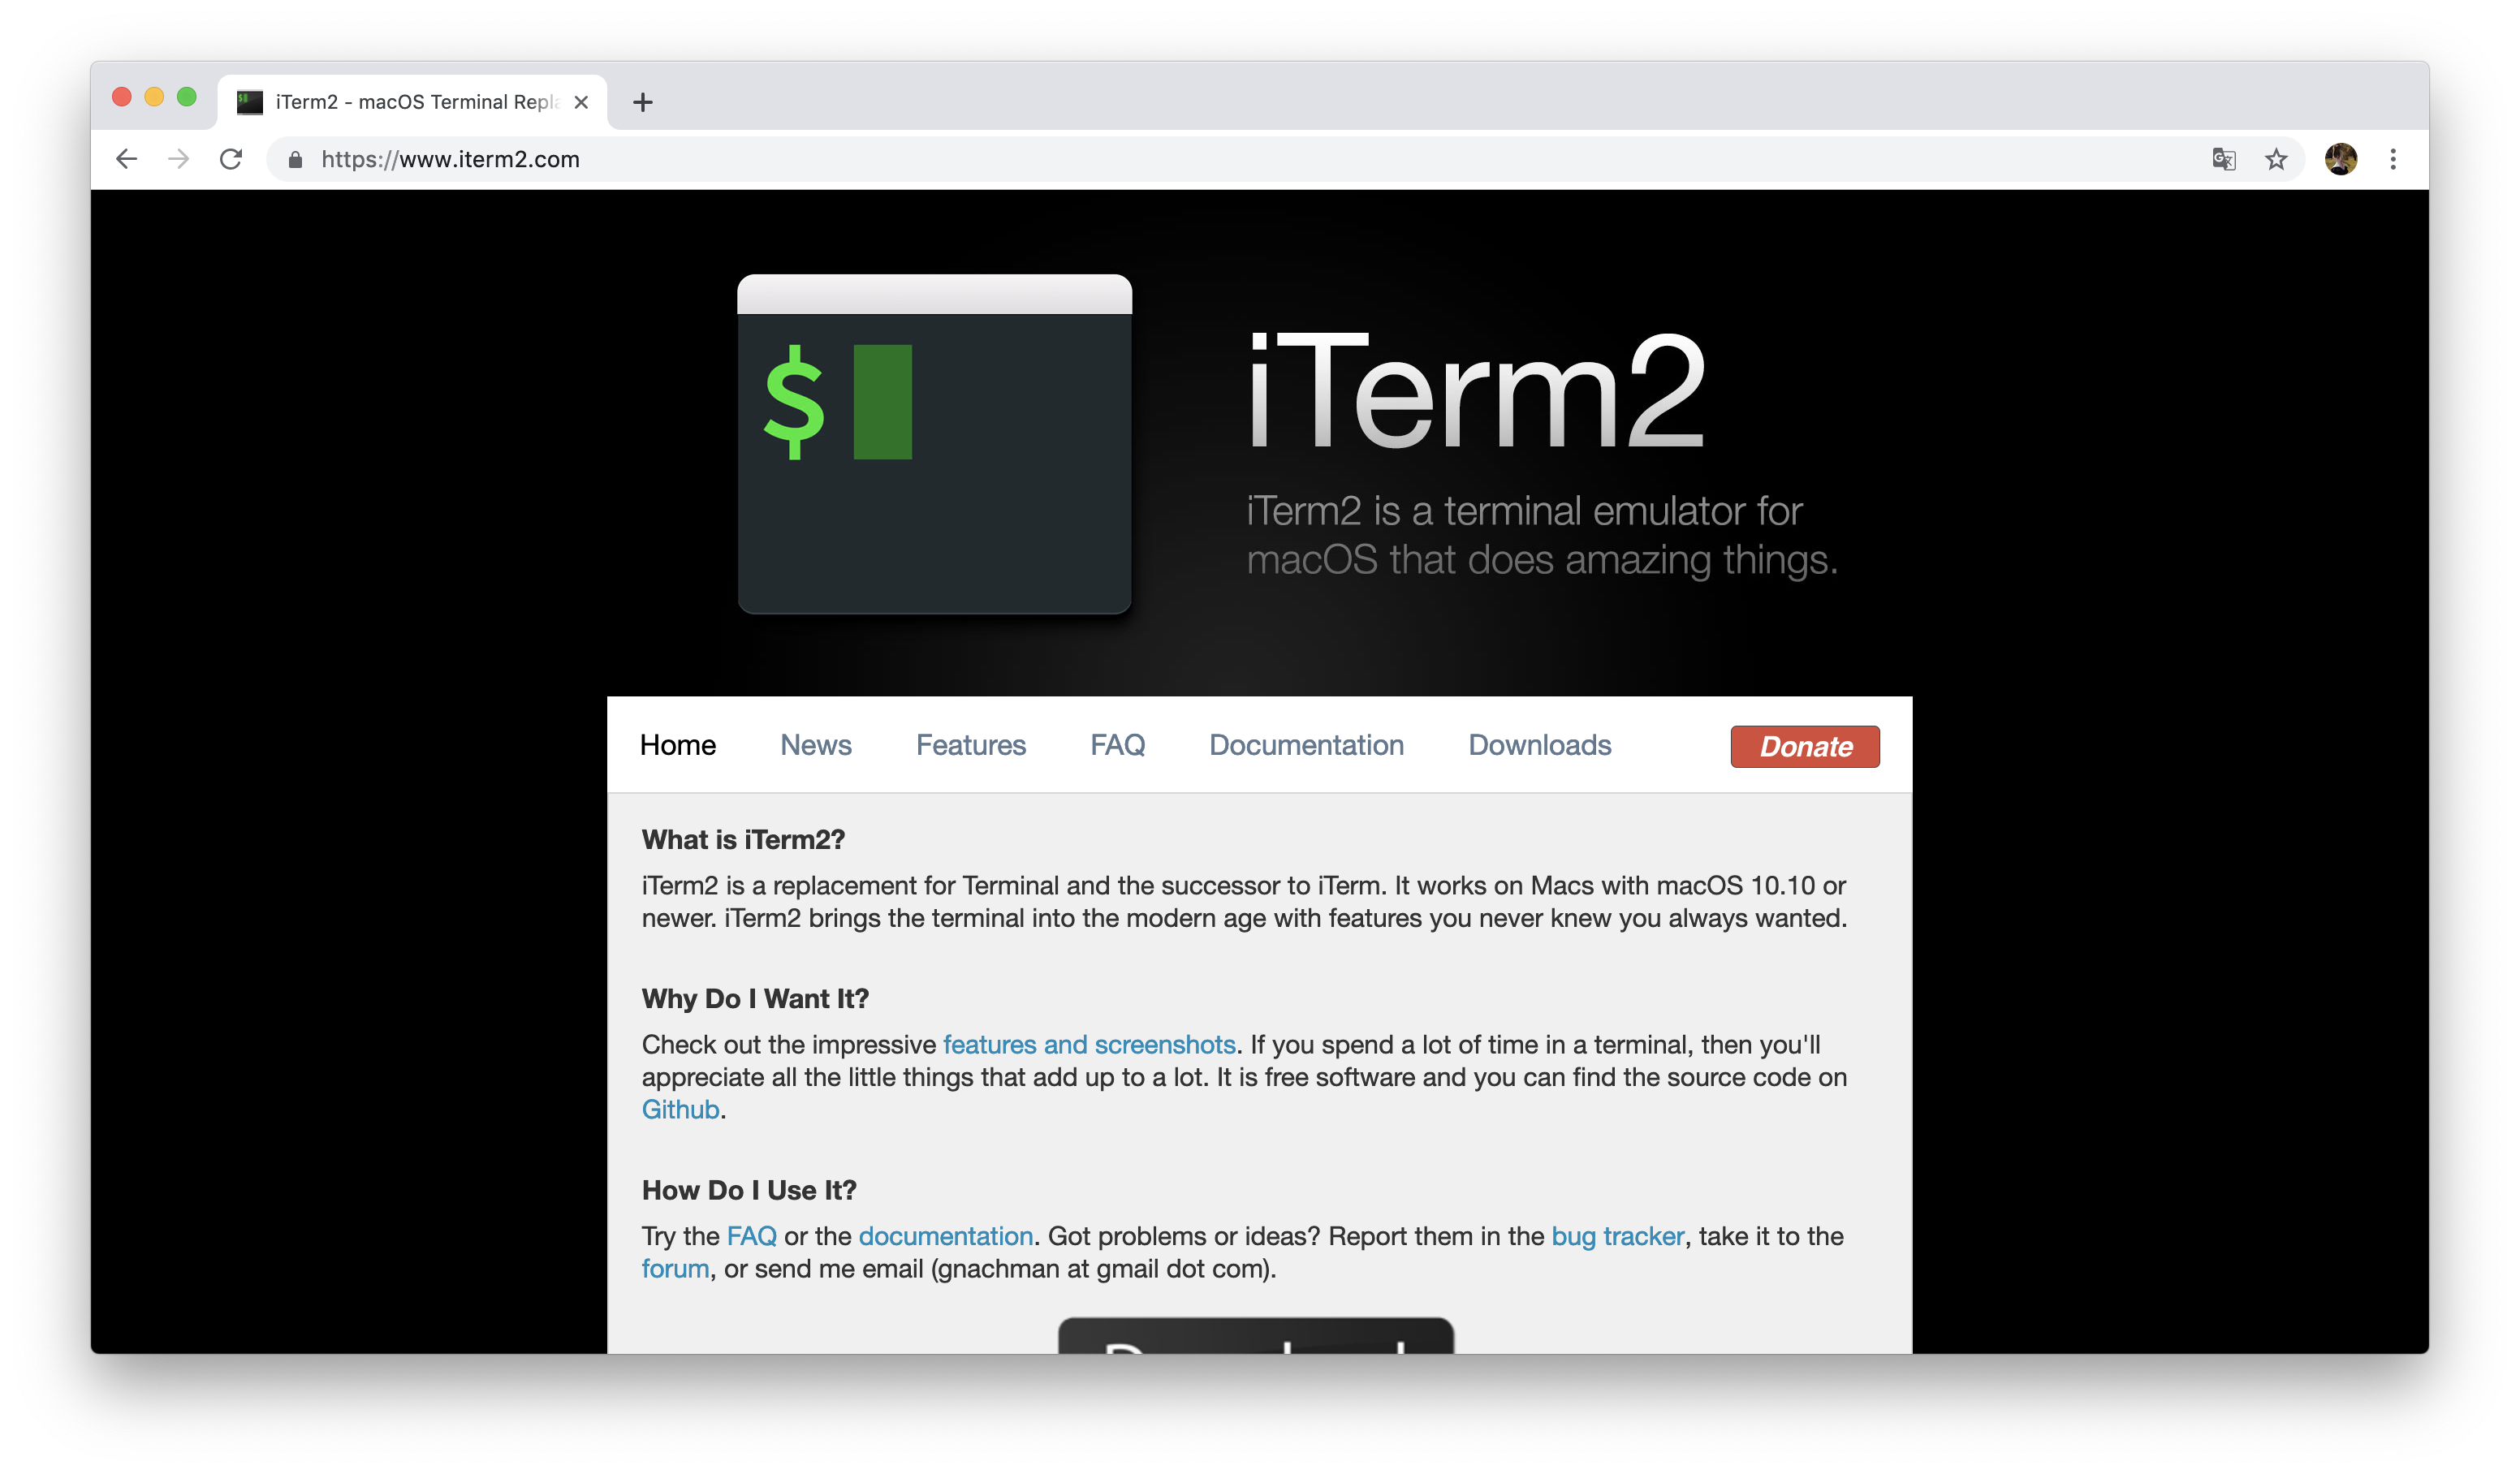 iTerm2 - macOS Terminal Repla
https://www.iterm2.com
$
iTerm2
iTerm2 is a terminal emulator for
macOS that does amazing things.
Home News Features FAQ Documentation Downloads Donate
What is iTerm2?
iTerm2 is a replacement for Terminal and the successor to iTerm. It works on Macs with macOS 10.10 or
newer. iTerm2 brings the terminal into the modern age with features you never knew you always wanted.
Why Do I Want It?
Check out the impressive features and screenshots. If you spend a lot of time in a terminal, then you'll
appreciate all the little things that add up to a lot. It is free software and you can find the source code on
Github.
How Do I Use It?
Try the FAQ or the documentation. Got problems or ideas? Report them in the bug tracker, take it to the
forum, or send me email (gnachman at gmail dot com).